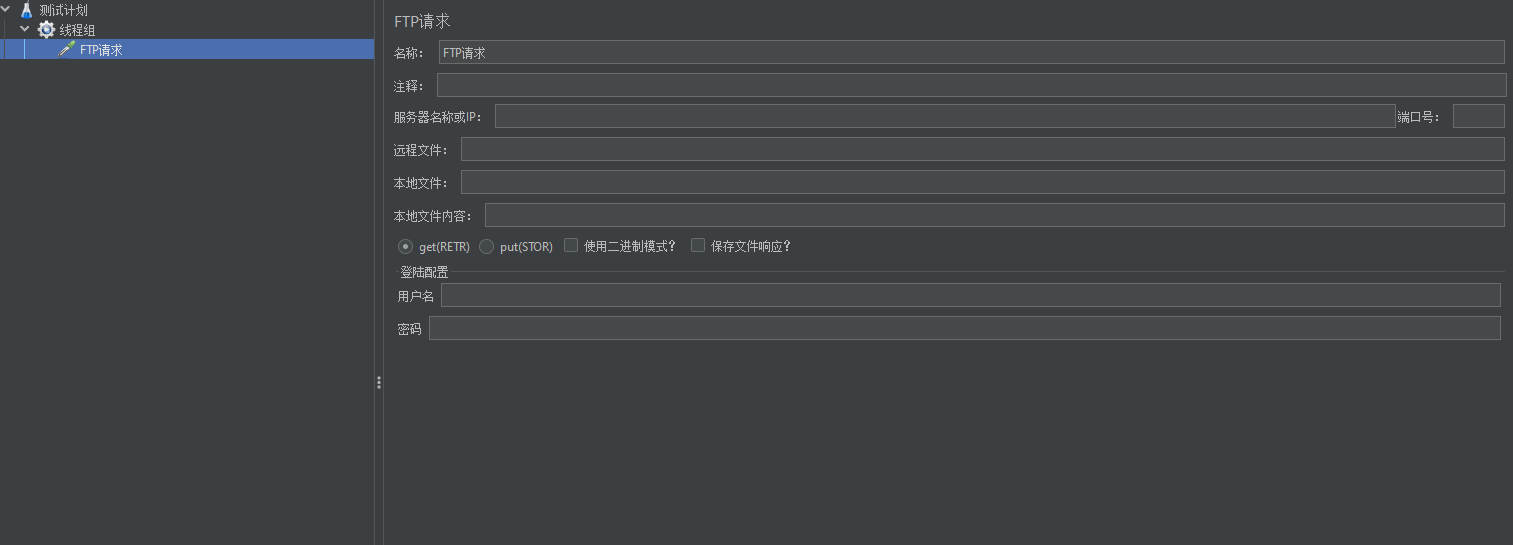 测试计划
线程组
FTP请求
FTP请求
名称： FTP请求
注释：
服务器名称或IP： 端口号：
远程文件：
本地文件：
本地文件内容：
get(RETR) put(STOR) 使用二进制模式？ 保存文件响应？
登陆配置
用户名
密码